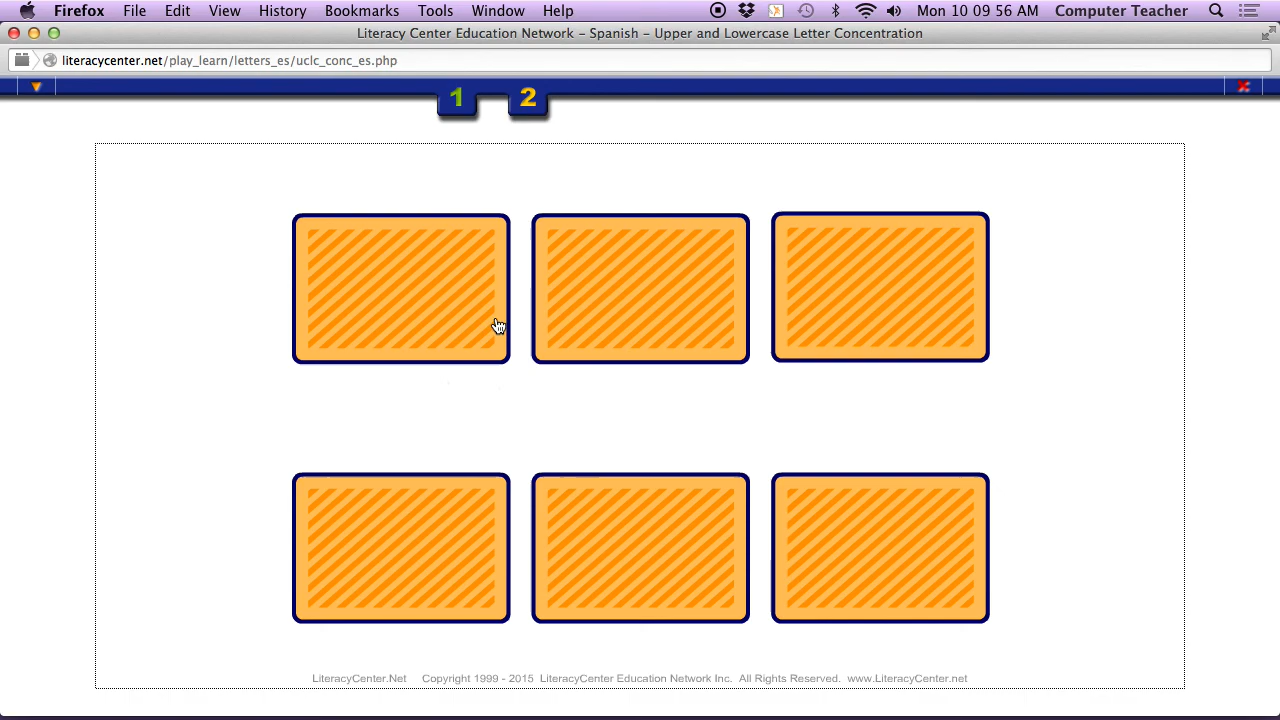 Firefox File Edit View History Bookmarks Tools Window Help Mon 10 09 56 AM Computer Teacher
Literacy Center Education Network – Spanish – Upper and Lowercase Letter Concentration
literacycenter.net/play_learn/letters_es/uclc_conc_es.php
1 2
LiteracyCenter.Net Copyright 1999 - 2015 LiteracyCenter Education Network Inc. All Rights Reserved. www.LiteracyCenter.net